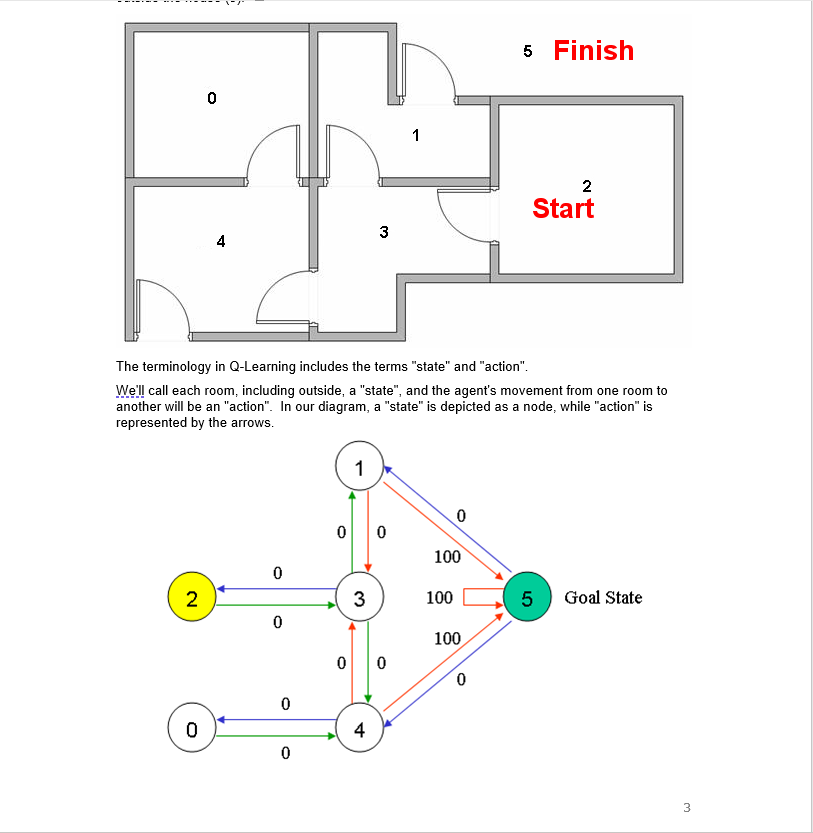 5 Finish
0
1
2
Start
3
4
The terminology in Q-Learning includes the terms "state" and "action".
We'll call each room, including outside, a "state", and the agent's movement from one room to
another will be an "action".  In our diagram, a "state" is depicted as a node, while "action" is
represented by the arrows.
1
0
0 0
100
0
2 3 100 5 Goal State
0
100
0 0
0
0
0 4
0
3